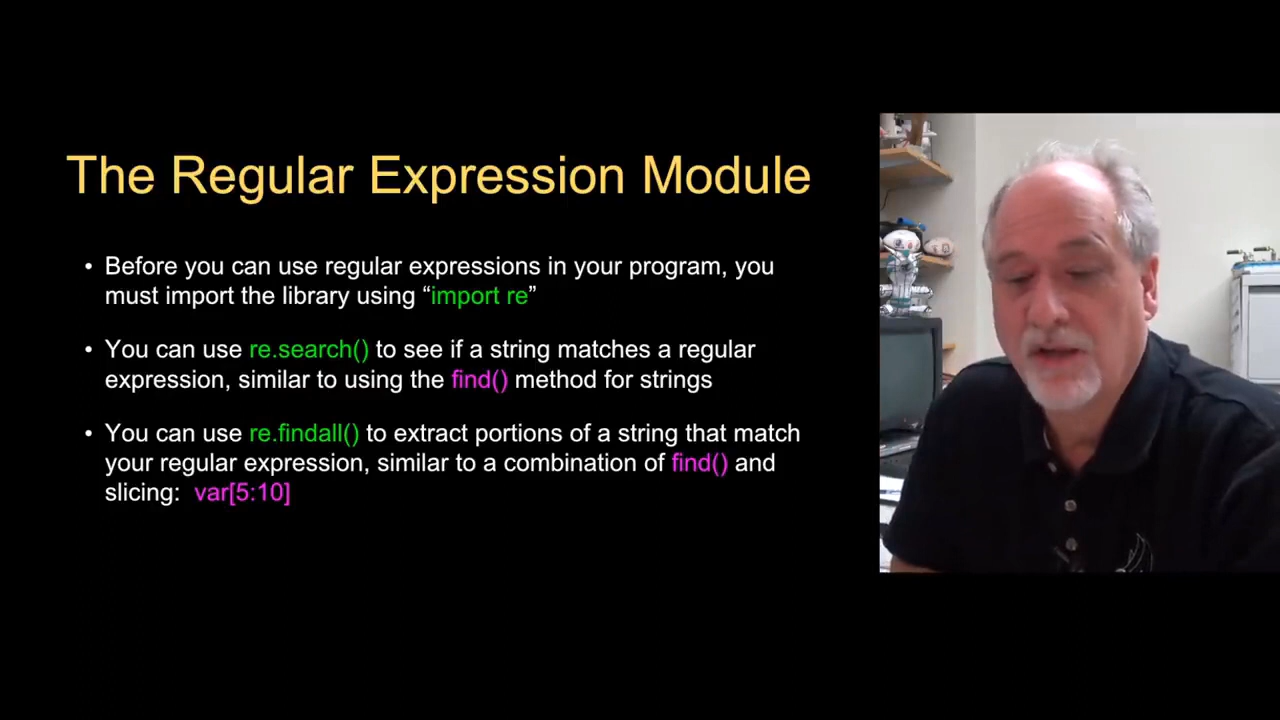 The Regular Expression Module
• Before you can use regular expressions in your program, you
must import the library using “import re”
• You can use re.search() to see if a string matches a regular
expression, similar to using the find() method for strings
• You can use re.findall() to extract portions of a string that match
your regular expression, similar to a combination of find() and
slicing: var[5:10]